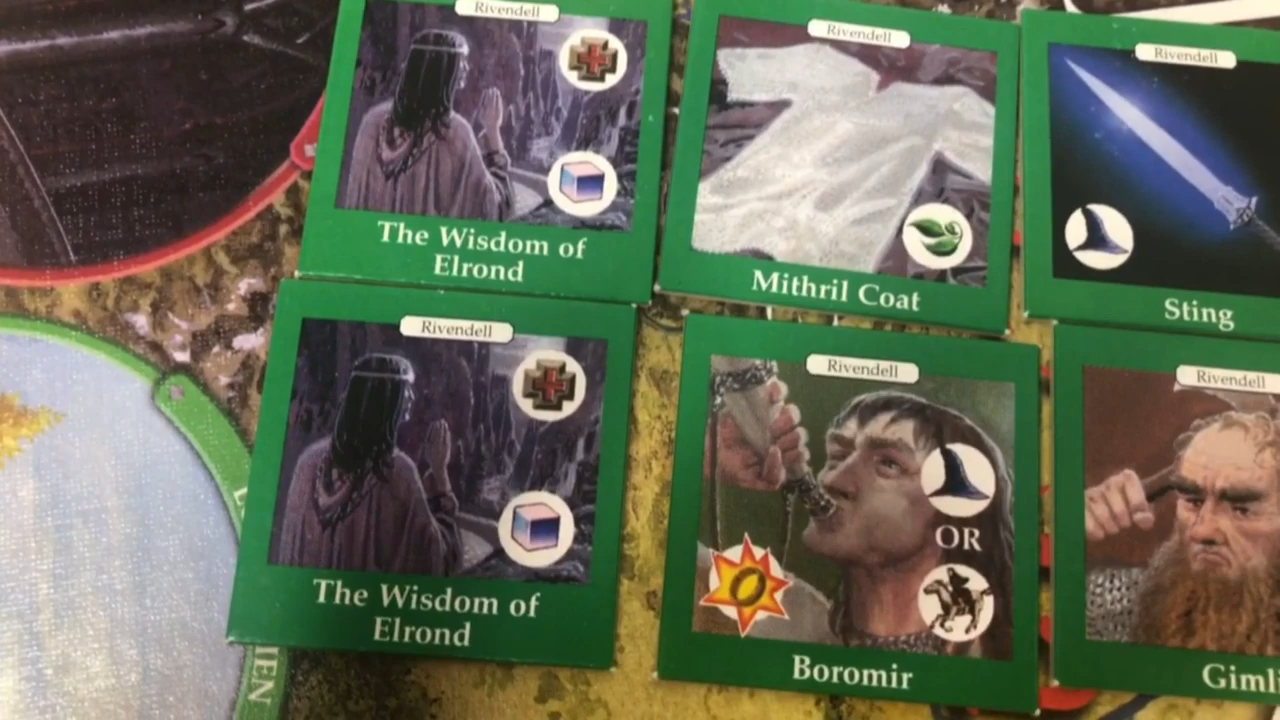 Rivendell
The Wisdom of
Elrond
Rivendell
Mithril Coat
Rivendell
Sting
Rivendell
The Wisdom of
Elrond
Rivendell
OR
Boromir
Rivendell
Gimli
IEN